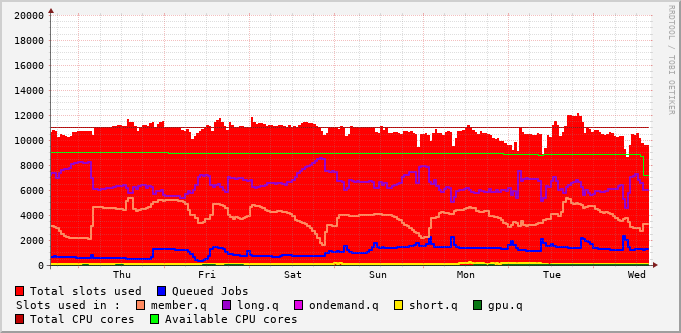 20000
18000
16000
14000
12000
10000
8000
6000
4000
2000
0
Thu Fri Sat Sun Mon Tue Wed
Total slots used Queued Jobs
Slots used in : member.q long.q ondemand.q short.q gpu.q
Total CPU cores Available CPU cores
RRDTOOL / TOBI OETIKER